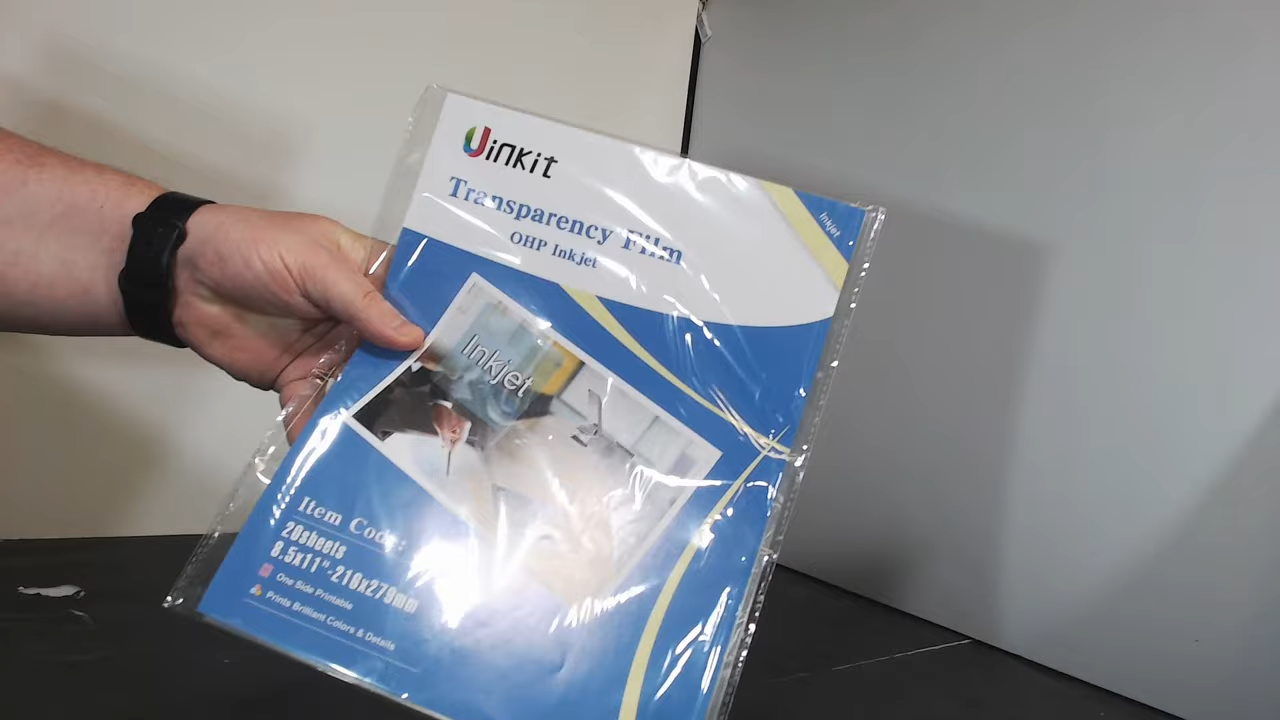 Uinkit
Transparency Film
OHP Inkjet
Inkjet
Inkjet
Item Code:
20sheets
8.5x11"-216x279mm
One Side Printable
Prints Brilliant Colors & Details